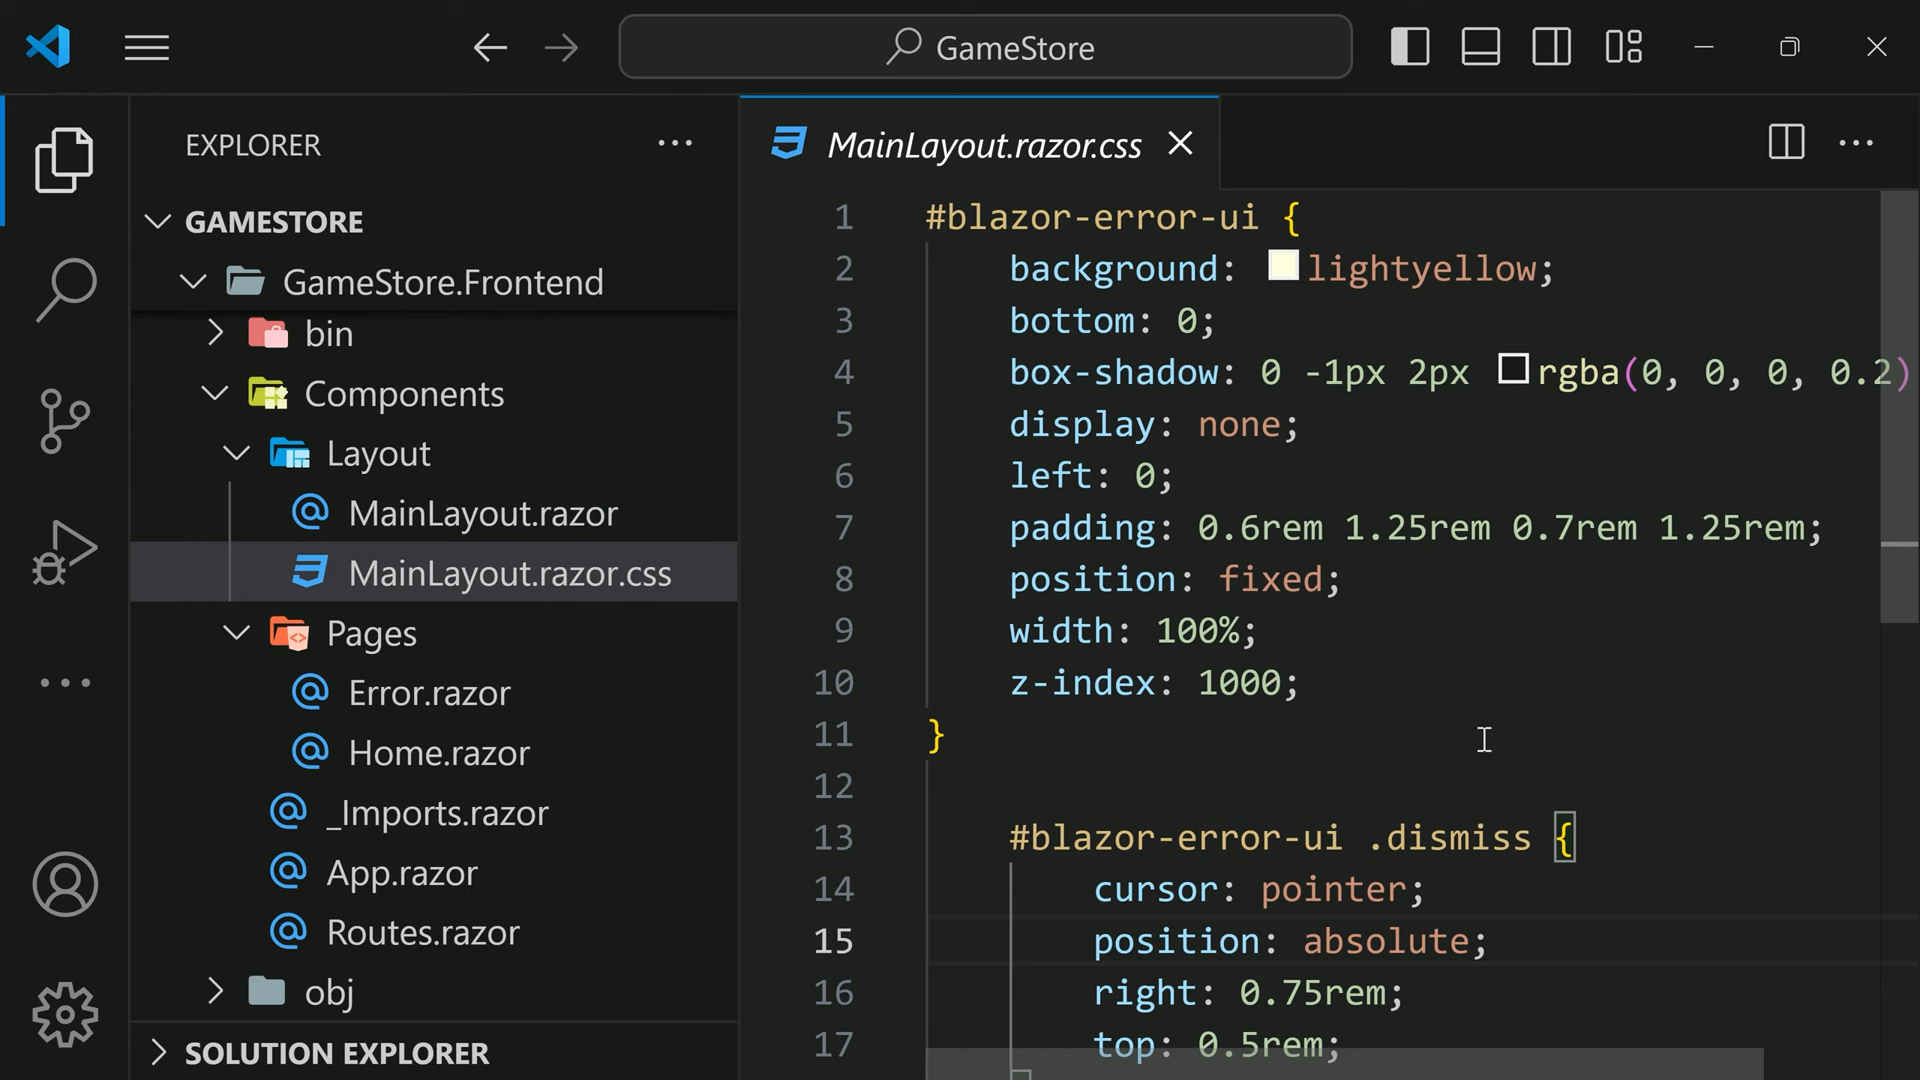 GameStore
EXPLORER
GAMESTORE
GameStore.Frontend
bin
Components
Layout
MainLayout.razor
MainLayout.razor.css
Pages
Error.razor
Home.razor
_Imports.razor
App.razor
Routes.razor
obj
SOLUTION EXPLORER
MainLayout.razor.css
1 #blazor-error-ui {
2 background: lightyellow;
3 bottom: 0;
4 box-shadow: 0 -1px 2px rgba(0, 0, 0, 0.2)
5 display: none;
6 left: 0;
7 padding: 0.6rem 1.25rem 0.7rem 1.25rem;
8 position: fixed;
9 width: 100%;
10 z-index: 1000;
11 }
12
13 #blazor-error-ui .dismiss {
14 cursor: pointer;
15 position: absolute;
16 right: 0.75rem;
17 top: 0.5rem;